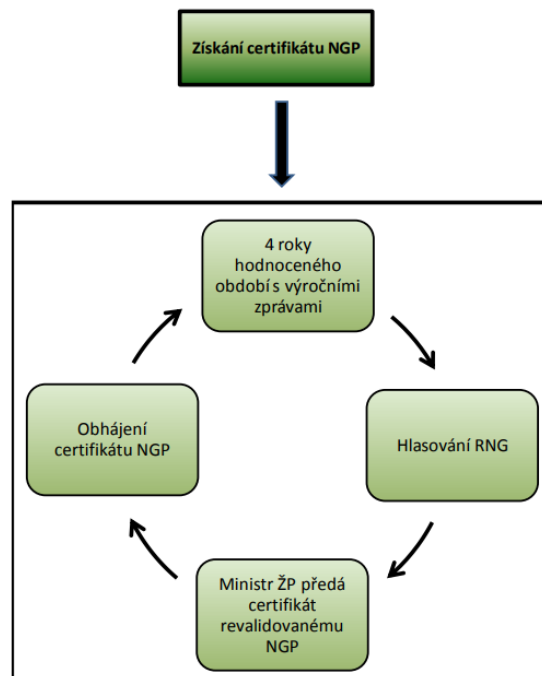 Získání certifikátu NGP
4 roky
hodnoceného
období s výročními
zprávami
Hlasování RNG
Ministr ŽP předá
certifikát
revalidovanému
NGP
Obhájení
certifikátu NGP